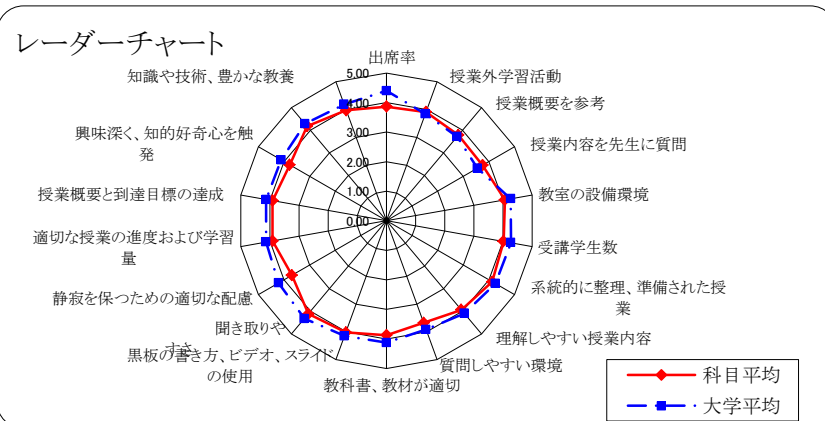 レーダーチャート
出席率
授業外学習活動
授業概要を参考
授業内容を先生に質問
教室の設備環境
受講学生数
系統的に整理、準備された授
業
理解しやすい授業内容
質問しやすい環境
教科書、教材が適切
黒板の書き方、ビデオ、スライド
の使用
聞き取りや
すさ
静寂を保つための適切な配慮
適切な授業の進度および学習
量
授業概要と到達目標の達成
興味深く、知的好奇心を触
発
知識や技術、豊かな教養
5.00
4.00
3.00
2.00
1.00
0.00
科目平均
大学平均